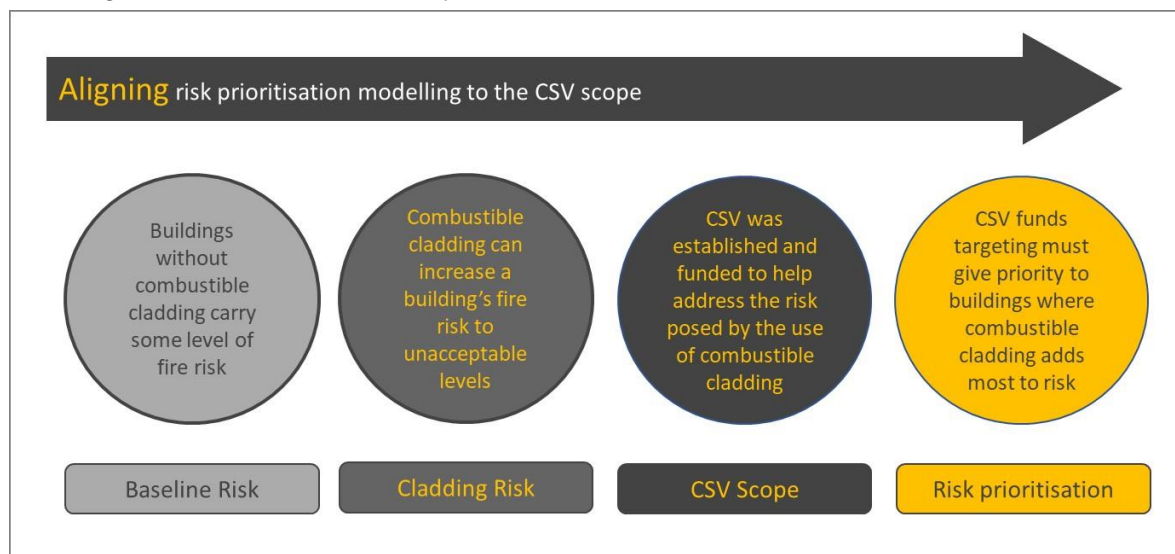 Aligning risk prioritisation modelling to the CSV scope
Buildings
without
combustible
cladding carry
some level of
fire risk
Combustible
cladding can
increase a
building’s fire
risk to
unacceptable
levels
CSV was
established and
funded to help
address the risk
posed by the use
of combustible
cladding
CSV funds
targeting must
give priority to
buildings where
combustible
cladding adds
most to risk
Baseline Risk
Cladding Risk
CSV Scope
Risk prioritisation